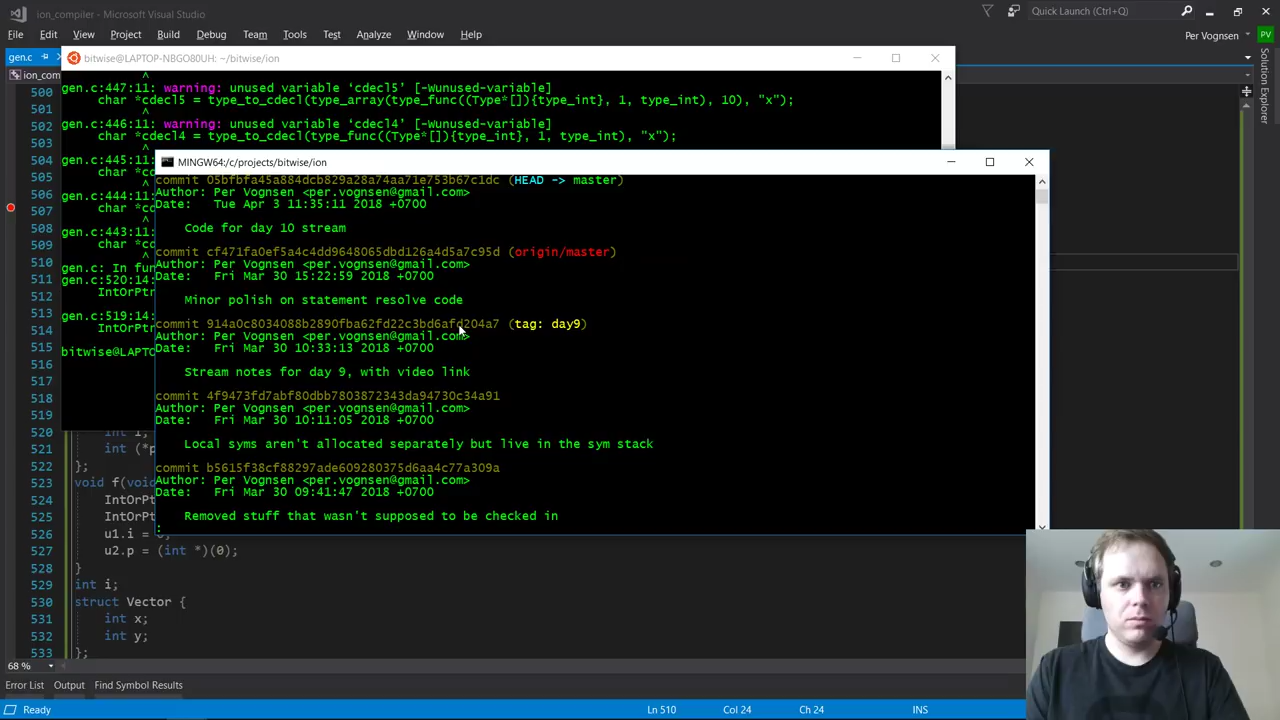 ion_compiler - Microsoft Visual Studio
Quick Launch (Ctrl+Q)
File Edit View Project Build Debug Team Tools Test Analyze Window Help
Per Vognsen
PV
gen.c
bitwise@LAPTOP-NBGO80UH: ~/bitwise/ion
Solution Explorer
ion_com
gen.c:447:11: warning: unused variable ‘cdecl5’ [-Wunused-variable]
char *cdecl5 = type_to_cdecl(type_array(type_func((Type*[]){type_int}, 1, type_int), 10), "x");
^
gen.c:446:11: warning: unused variable ‘cdecl4’ [-Wunused-variable]
char *cdecl4 = type_to_cdecl(type_func((Type*[]){type_int}, 1, type_int), "x");
^
gen.c:445:11:
char *c
^
gen.c:444:11:
char *c
^
gen.c:443:11:
char *c
^
gen.c: In fun
gen.c:520:14:
IntOrPtr
^
gen.c:519:14:
IntOrPtr
^
bitwise@LAPTO
MINGW64:/c/projects/bitwise/ion
commit 05bfbfa45a884dcb829a28a74aa71e753b67c1dc (HEAD -> master)
Author: Per Vognsen <per.vognsen@gmail.com>
Date: Tue Apr 3 11:35:11 2018 +0700
Code for day 10 stream
commit cf471fa0ef5a4c4dd9648065dbd126a4d5a7c95d (origin/master)
Author: Per Vognsen <per.vognsen@gmail.com>
Date: Fri Mar 30 15:22:59 2018 +0700
Minor polish on statement resolve code
commit 914a0c8034088b2890fba62fd22c3bd6afd204a7 (tag: day9)
Author: Per Vognsen <per.vognsen@gmail.com>
Date: Fri Mar 30 10:33:13 2018 +0700
Stream notes for day 9, with video link
commit 4f9473fd7abf80dbb7803872343da94730c34a91
Author: Per Vognsen <per.vognsen@gmail.com>
Date: Fri Mar 30 10:11:05 2018 +0700
Local syms aren't allocated separately but live in the sym stack
commit b5615f38cf88297ade609280375d6aa4c77a309a
Author: Per Vognsen <per.vognsen@gmail.com>
Date: Fri Mar 30 09:41:47 2018 +0700
Removed stuff that wasn't supposed to be checked in
:
500
501
502
503
504
505
506
507
508
509
510
511
512
513
514
515
516
517
518
519
520 int i;
521 int (*p
522 };
523 void f(void
524 IntOrPt
525 IntOrPt
526 u1.i = 0;
527 u2.p = (int *)(0);
528 }
529 int i;
530 struct Vector {
531 int x;
532 int y;
533 };
68 %
Error List Output Find Symbol Results
Ready
Ln 510 Col 24 Ch 24 INS